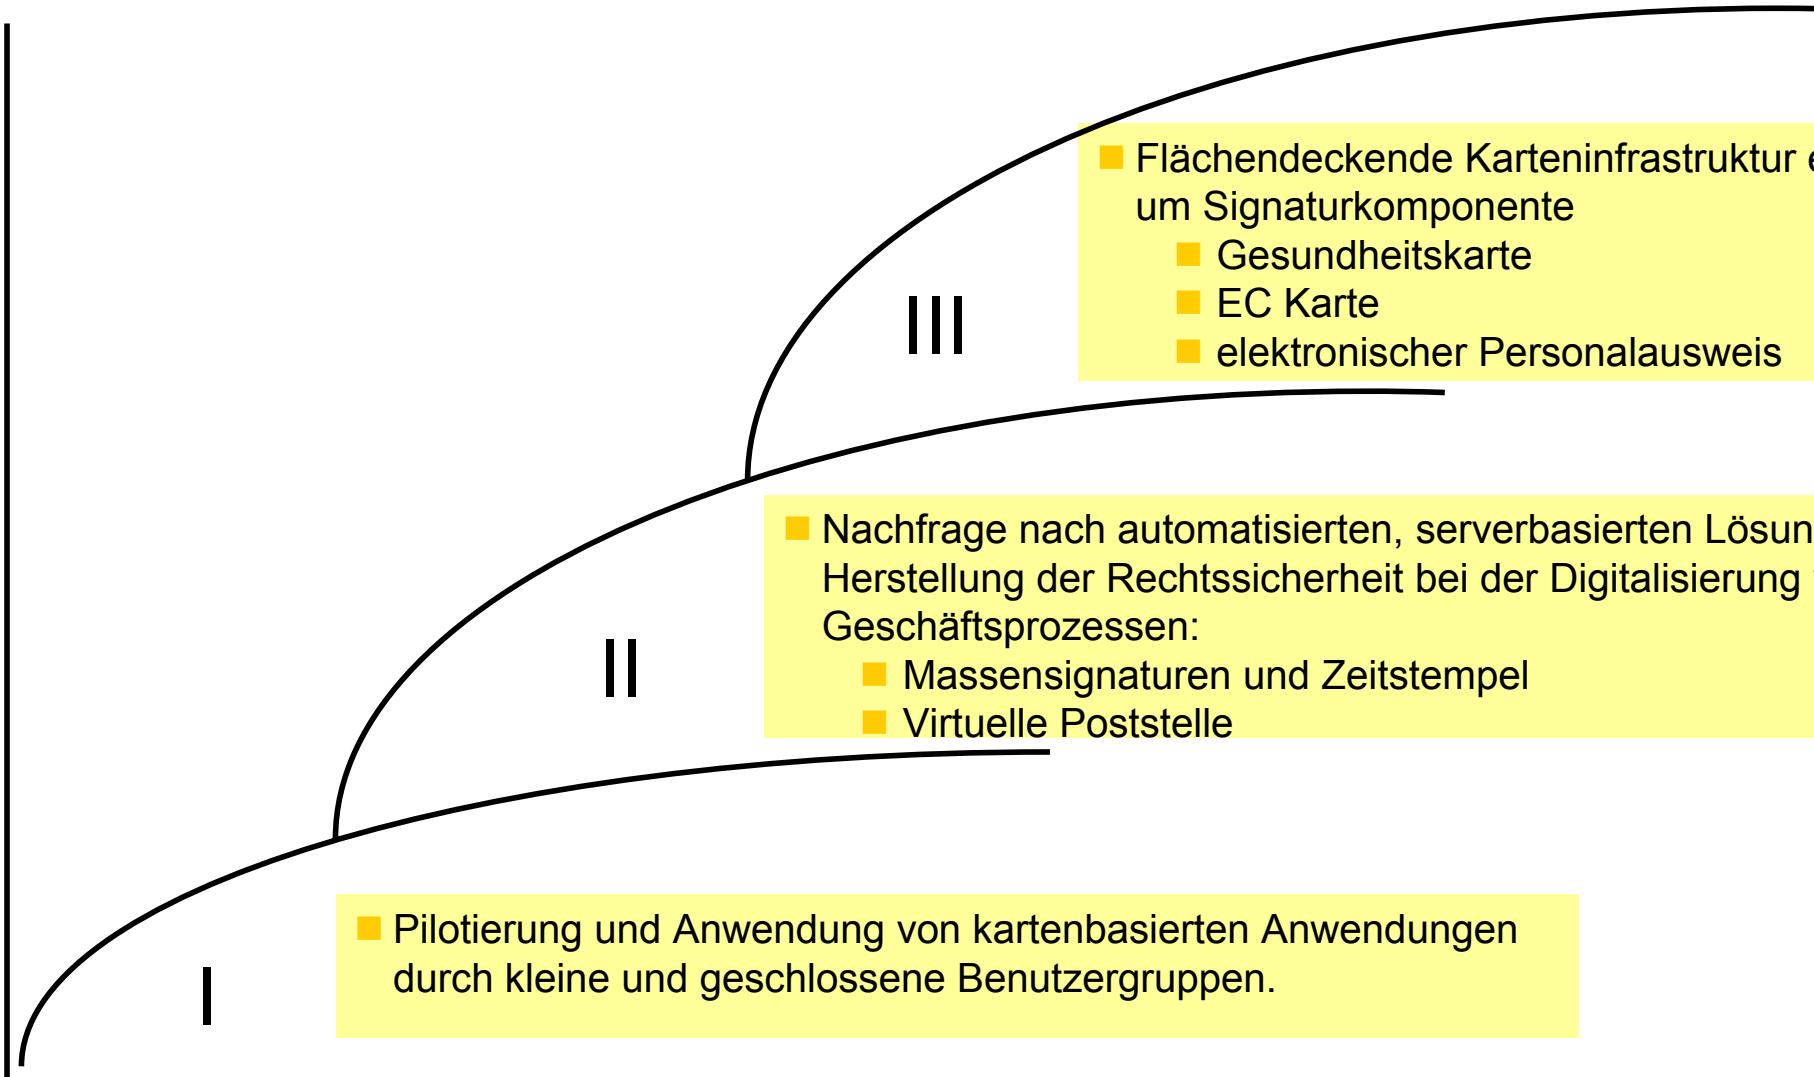 Flächendeckende Karteninfrastruktur
um Signaturkomponente
Gesundheitskarte
EC Karte
elektronischer Personalausweis
III
Nachfrage nach automatisierten, serverbasierten
Herstellung der Rechtssicherheit bei der Digitalisierung
Geschäftsprozessen:
Massensignaturen und Zeitstempel
Virtuelle Poststelle
II
Pilotierung und Anwendung von kartenbasierten Anwendungen
durch kleine und geschlossene Benutzergruppen.
I